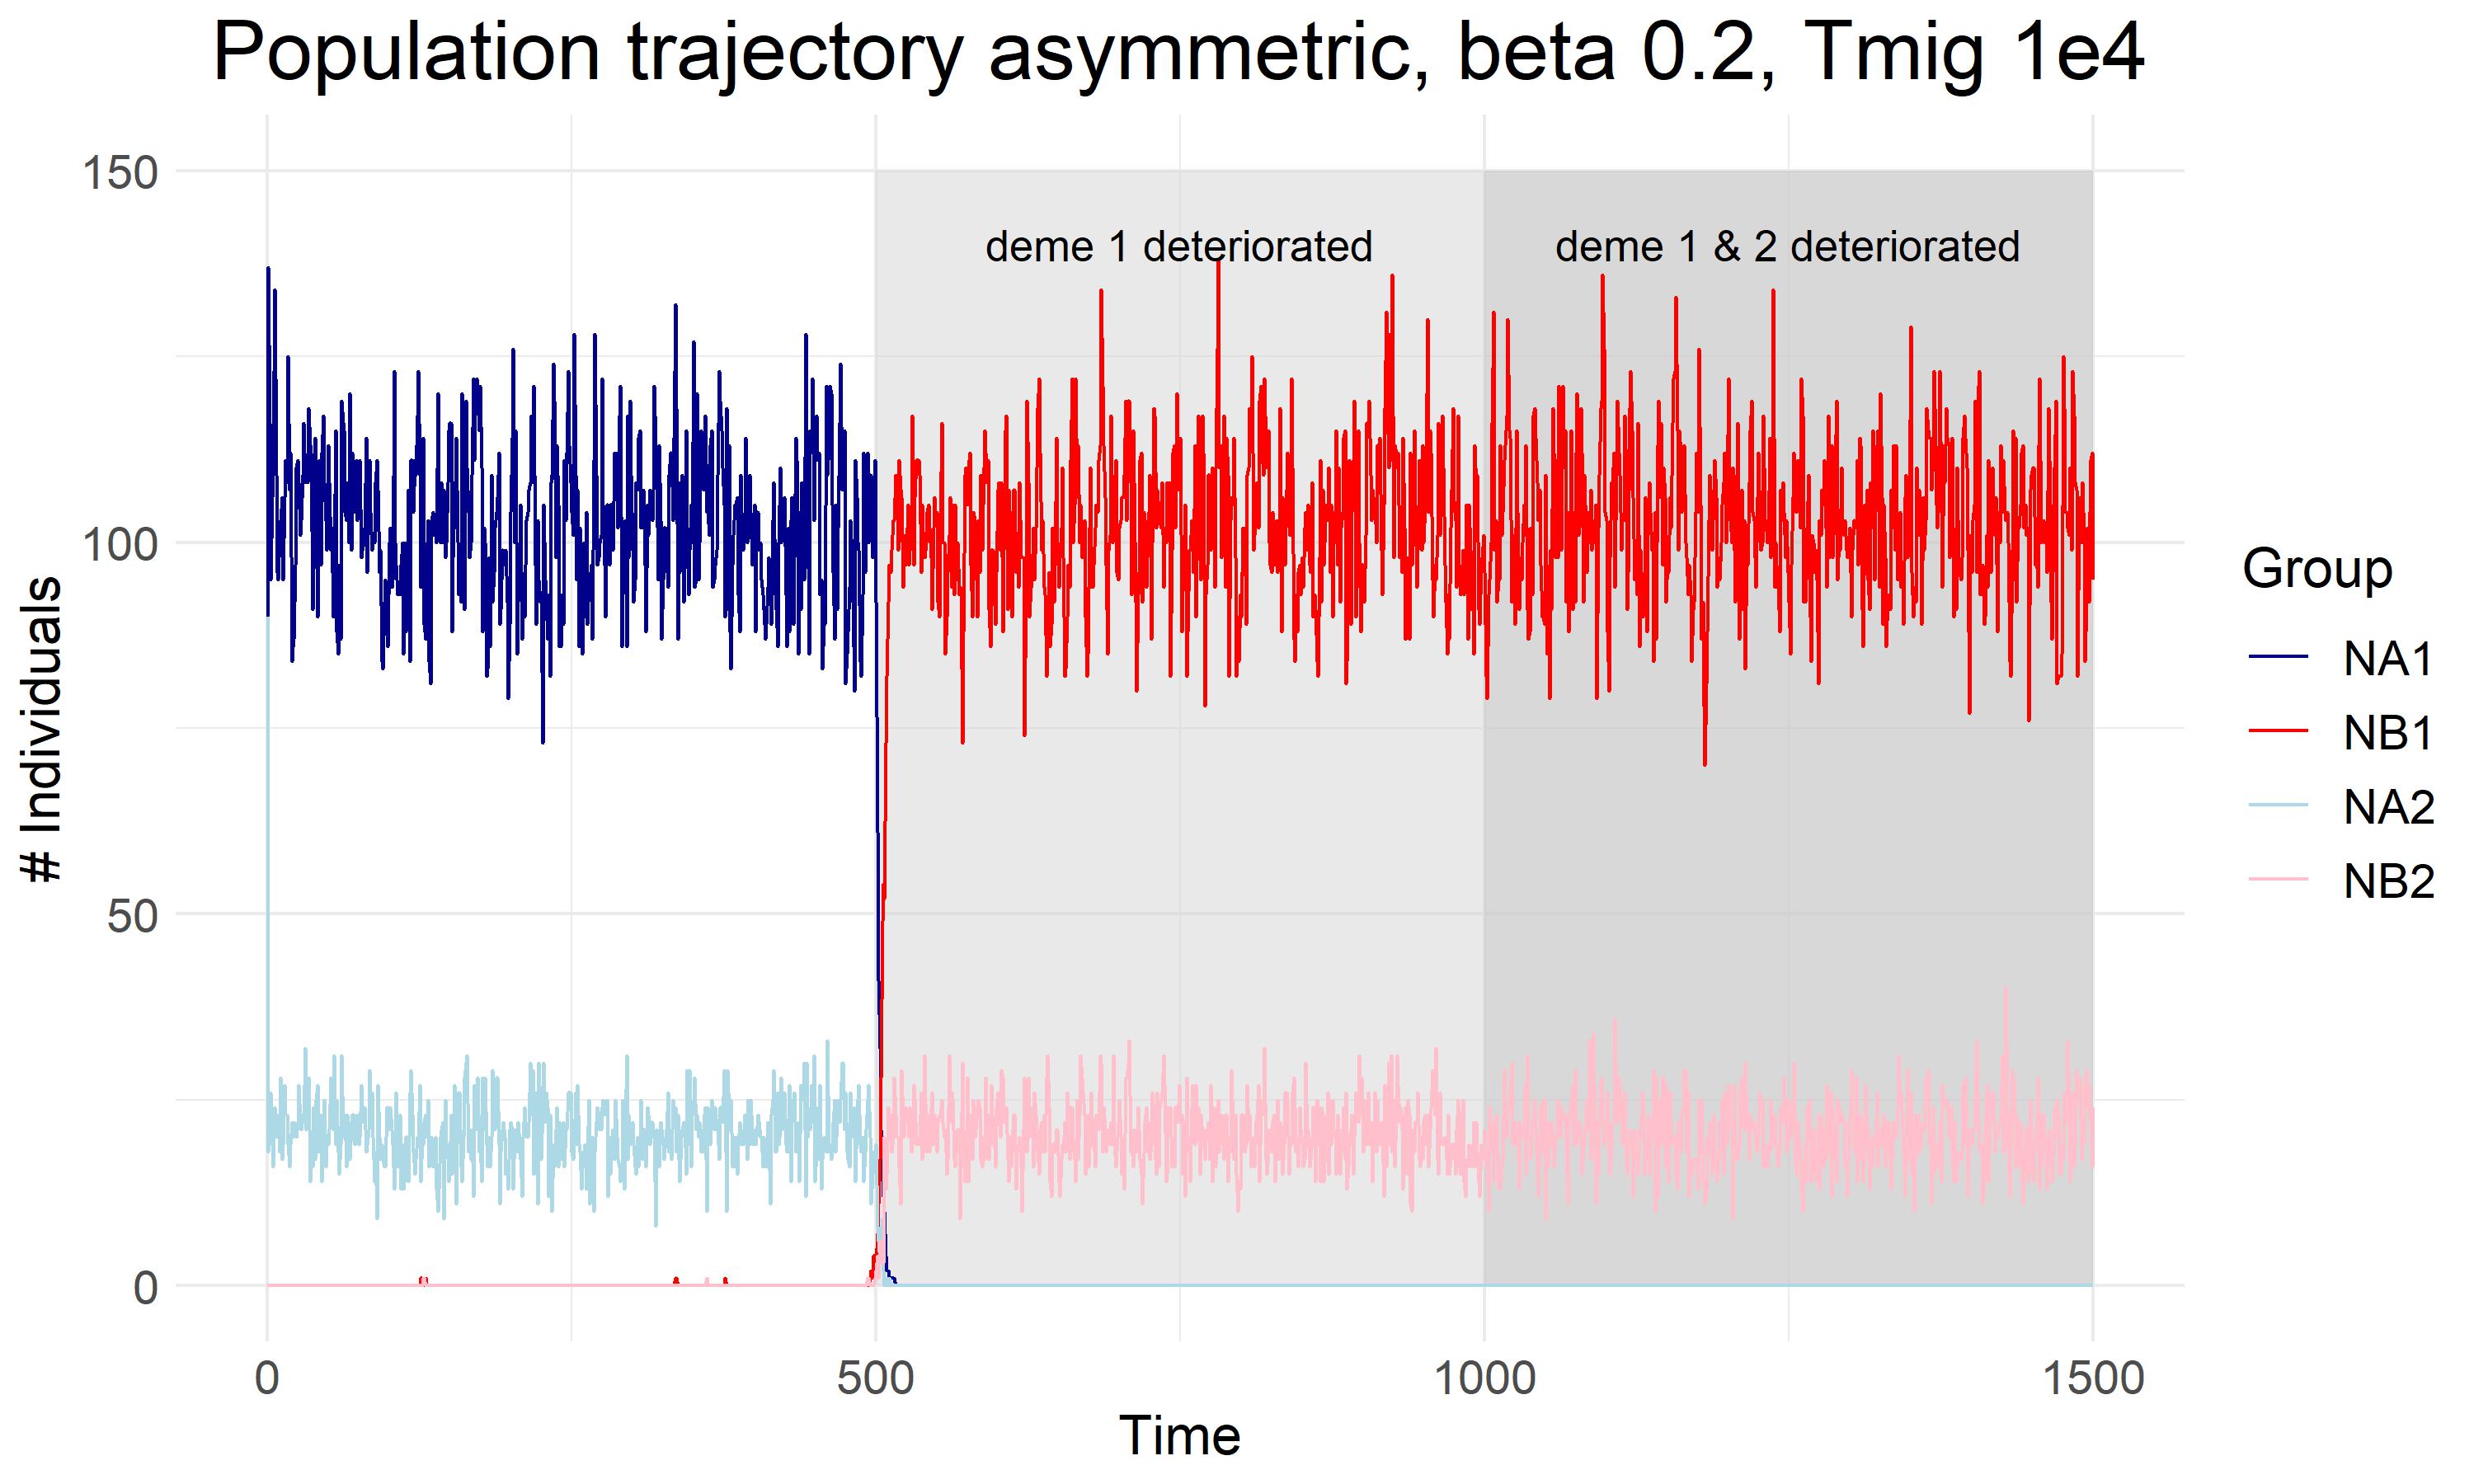 Population trajectory asymmetric, beta 0.2, Tmig 1e4
150
100
50
0
# Individuals
deme 1 deteriorated
deme 1 & 2 deteriorated
0
500
1000
1500
Time
Group
NA1
NB1
NA2
NB2